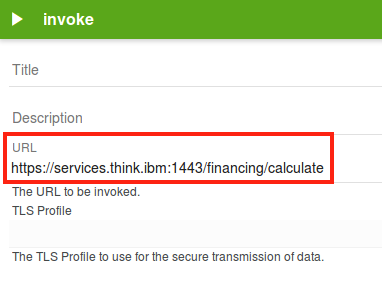 invoke
Title
Description
URL
https://services.think.ibm:1443/financing/calculate
The URL to be invoked.
TLS Profile
The TLS Profile to use for the secure transmission of data.